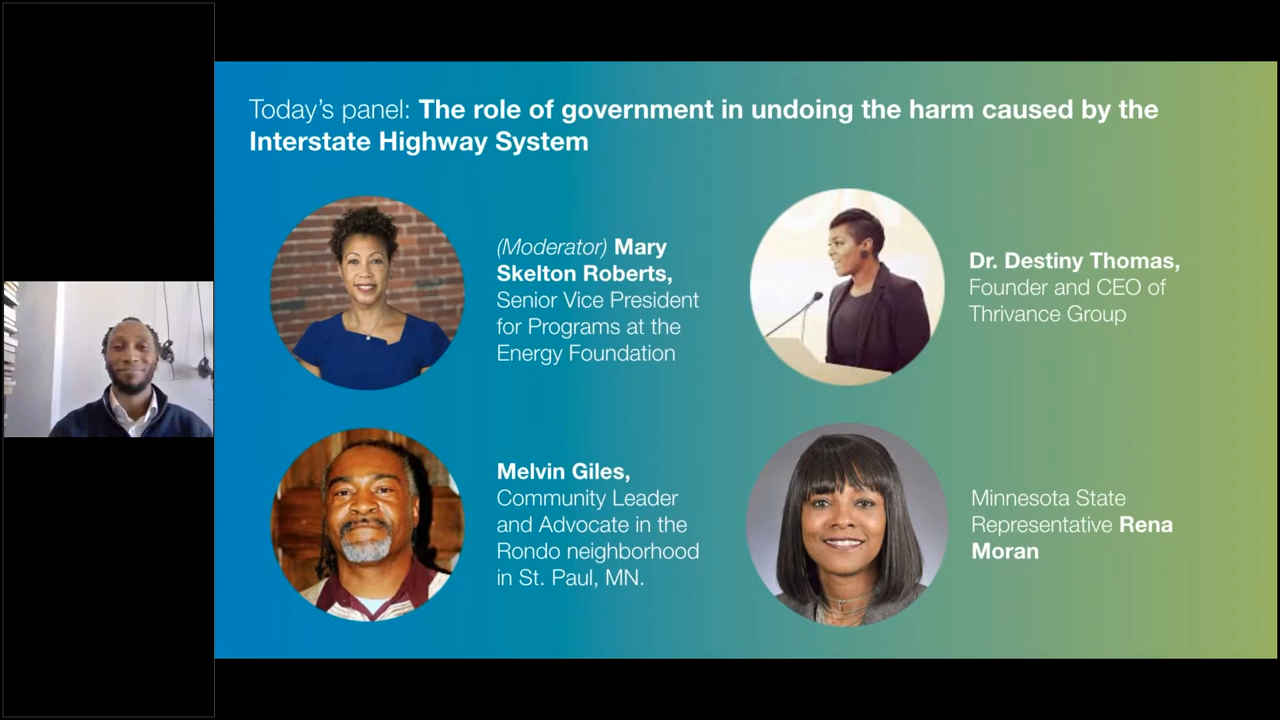 Today's panel: The role of government in undoing the harm caused by the
Interstate Highway System
(Moderator) Mary
Skelton Roberts,
Senior Vice President
for Programs at the
Energy Foundation
Dr. Destiny Thomas,
Founder and CEO of
Thrivance Group
Melvin Giles,
Community Leader
and Advocate in the
Rondo neighborhood
in St. Paul, MN.
Minnesota State
Representative Rena
Moran